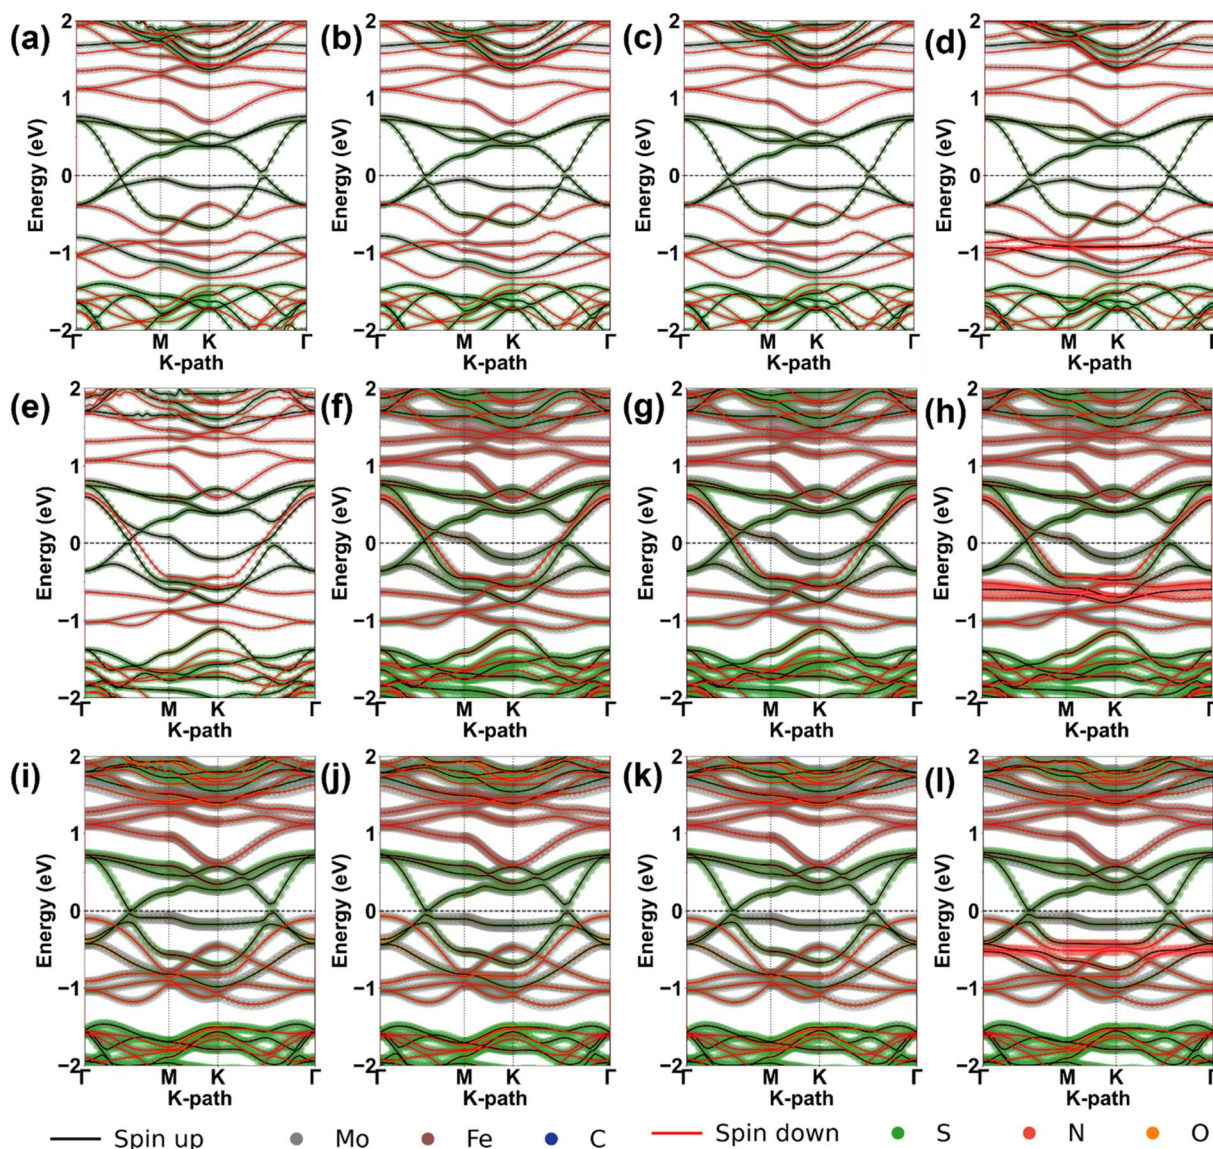 (a) (b) (c) (d)
2 2 2 2
1 1 1 1
0 0 0 0
−1 −1 −1 −1
−2 −2 −2 −2
Energy (eV) Energy (eV) Energy (eV) Energy (eV)
Γ M K Γ Γ M K Γ Γ M K Γ Γ M K Γ
K-path K-path K-path K-path
(e) (f) (g) (h)
2 2 2 2
1 1 1 1
0 0 0 0
−1 −1 −1 −1
−2 −2 −2 −2
Energy (eV) Energy (eV) Energy (eV) Energy (eV)
Γ M K Γ Γ M K Γ Γ M K Γ Γ M K Γ
K-path K-path K-path K-path
(i) (j) (k) (l)
2 2 2 2
1 1 1 1
0 0 0 0
−1 −1 −1 −1
−2 −2 −2 −2
Energy (eV) Energy (eV) Energy (eV) Energy (eV)
Γ M K Γ Γ M K Γ Γ M K Γ Γ M K Γ
K-path K-path K-path K-path
Spin up Mo Fe C Spin down S N O